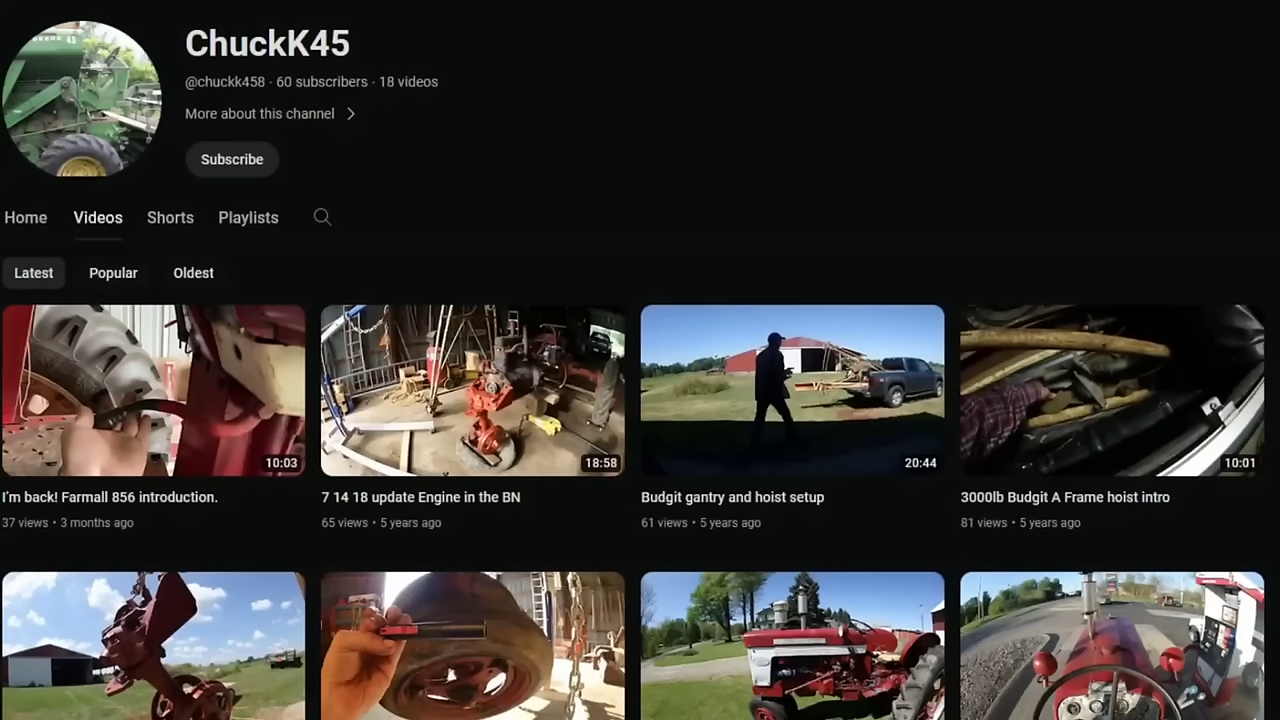 ChuckK45
@chuckk458 · 60 subscribers · 18 videos
More about this channel
Subscribe
Home Videos Shorts Playlists
Latest Popular Oldest
10:03 18:58 20:44 10:01
I'm back! Farmall 856 introduction. 7 14 18 update Engine in the BN Budgit gantry and hoist setup 3000lb Budgit A Frame hoist intro
37 views • 3 months ago 65 views • 5 years ago 61 views • 5 years ago 81 views • 5 years ago